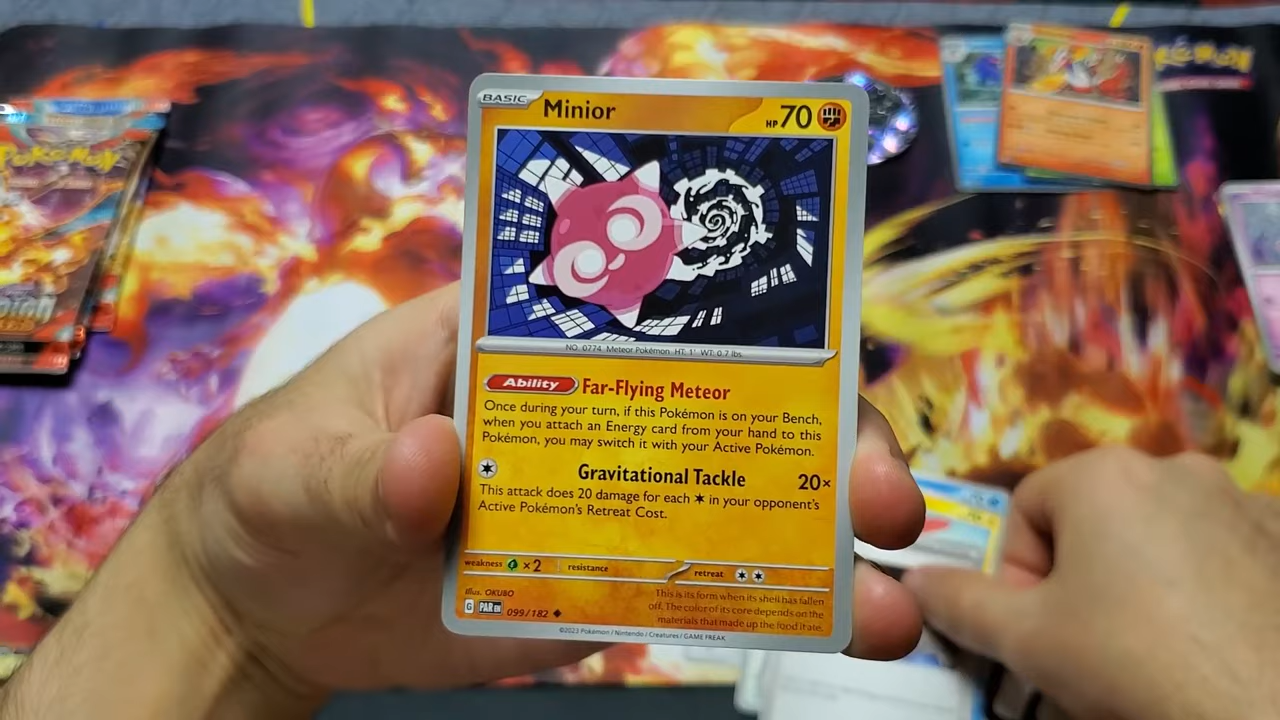 POKÉMON
BASIC
Minior
HP 70
NO. 0774 Meteor Pokémon HT: 1' WT: 0.7 lbs.
Ability Far-Flying Meteor
Once during your turn, if this Pokémon is on your Bench,
when you attach an Energy card from your hand to this
Pokémon, you may switch it with your Active Pokémon.
Gravitational Tackle 20×
This attack does 20 damage for each in your opponent's
Active Pokémon's Retreat Cost.
weakness ×2 resistance retreat
Illus. OKUBO
G PAR EN 099/182
This is its form when its shell has fallen
off. The color of its core depends on the
materials that made up the food it ate.
©2023 Pokémon / Nintendo / Creatures / GAME FREAK